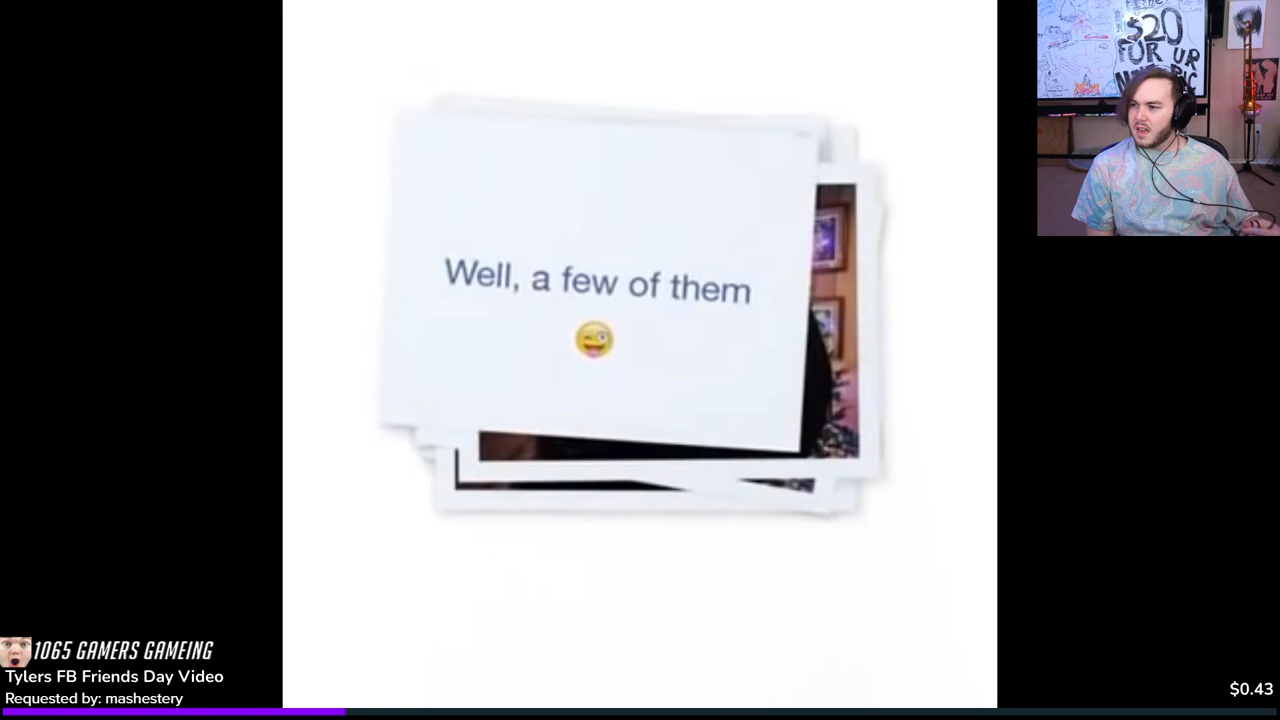 $20
FOR UR
Well, a few of them
1065 GAMERS GAMEING
Tylers FB Friends Day Video
Requested by: mashestery
$0.43